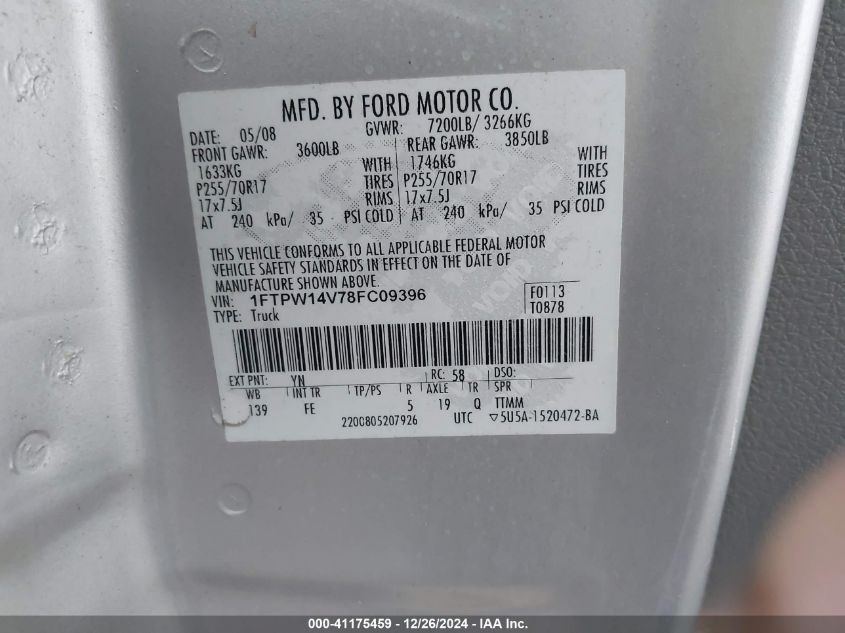 MFD. BY FORD MOTOR CO.
DATE: 05/08 GVWR: 7200LB/ 3266KG
FRONT GAWR: 3600LB REAR GAWR: 3850LB
1633KG WITH 1746KG WITH
P255/70R17 TIRES P255/70R17 TIRES
17x7.5J RIMS 17x7.5J RIMS
AT 240 kPa/ 35 PSI COLD AT 240 kPa/ 35 PSI COLD
THIS VEHICLE CONFORMS TO ALL APPLICABLE FEDERAL MOTOR
VEHICLE SAFETY STANDARDS IN EFFECT ON THE DATE OF
MANUFACTURE SHOWN ABOVE.
VIN: 1FTPW14V78FC09396 F0113
TYPE: Truck T0878
EXT PNT: YN RC: 58 DSO:
WB INT TR TP/PS R AXLE TR SPR
139 FE 5 19 Q TTMM
2200805207926 UTC ▽5U5A-1520472-BA
000-41175459 - 12/26/2024 - IAA Inc.